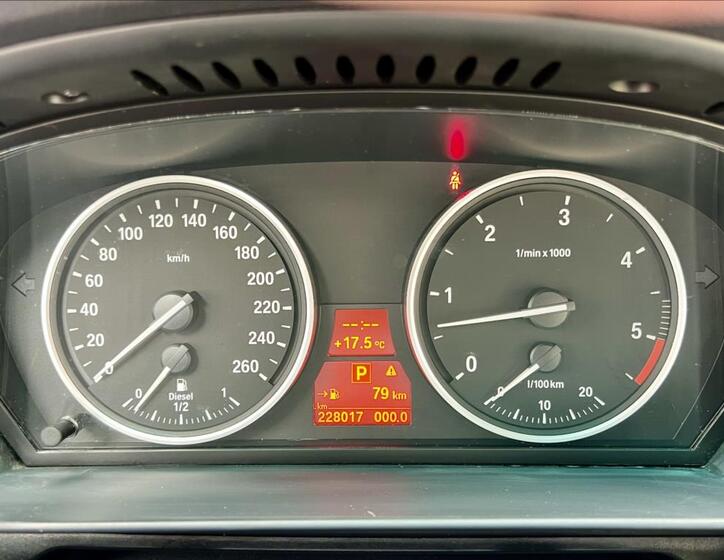 0 20 40 60 80 100 120 140 160 180 200 220 240 260
km/h
0 1/2 1
Diesel
0 1 2 3 4 5
1/min x 1000
0 10 20
l/100km
--:--
+17.5 °C
P
79 km
km
228017 000.0